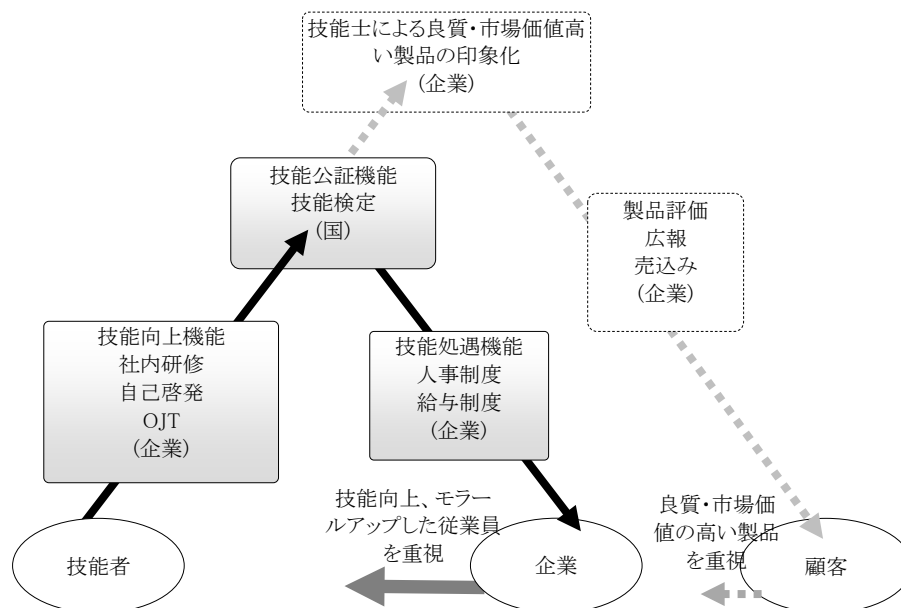 技能士による良質・市場価値高
い製品の印象化
(企業)
技能公証機能
技能検定
(国)
製品評価
広報
売込み
(企業)
技能向上機能
社内研修
自己啓発
OJT
(企業)
技能処遇機能
人事制度
給与制度
(企業)
技能向上、モラー
ルアップした従業員
を重視
良質・市場価
値の高い製品
を重視
技能者
企業
顧客